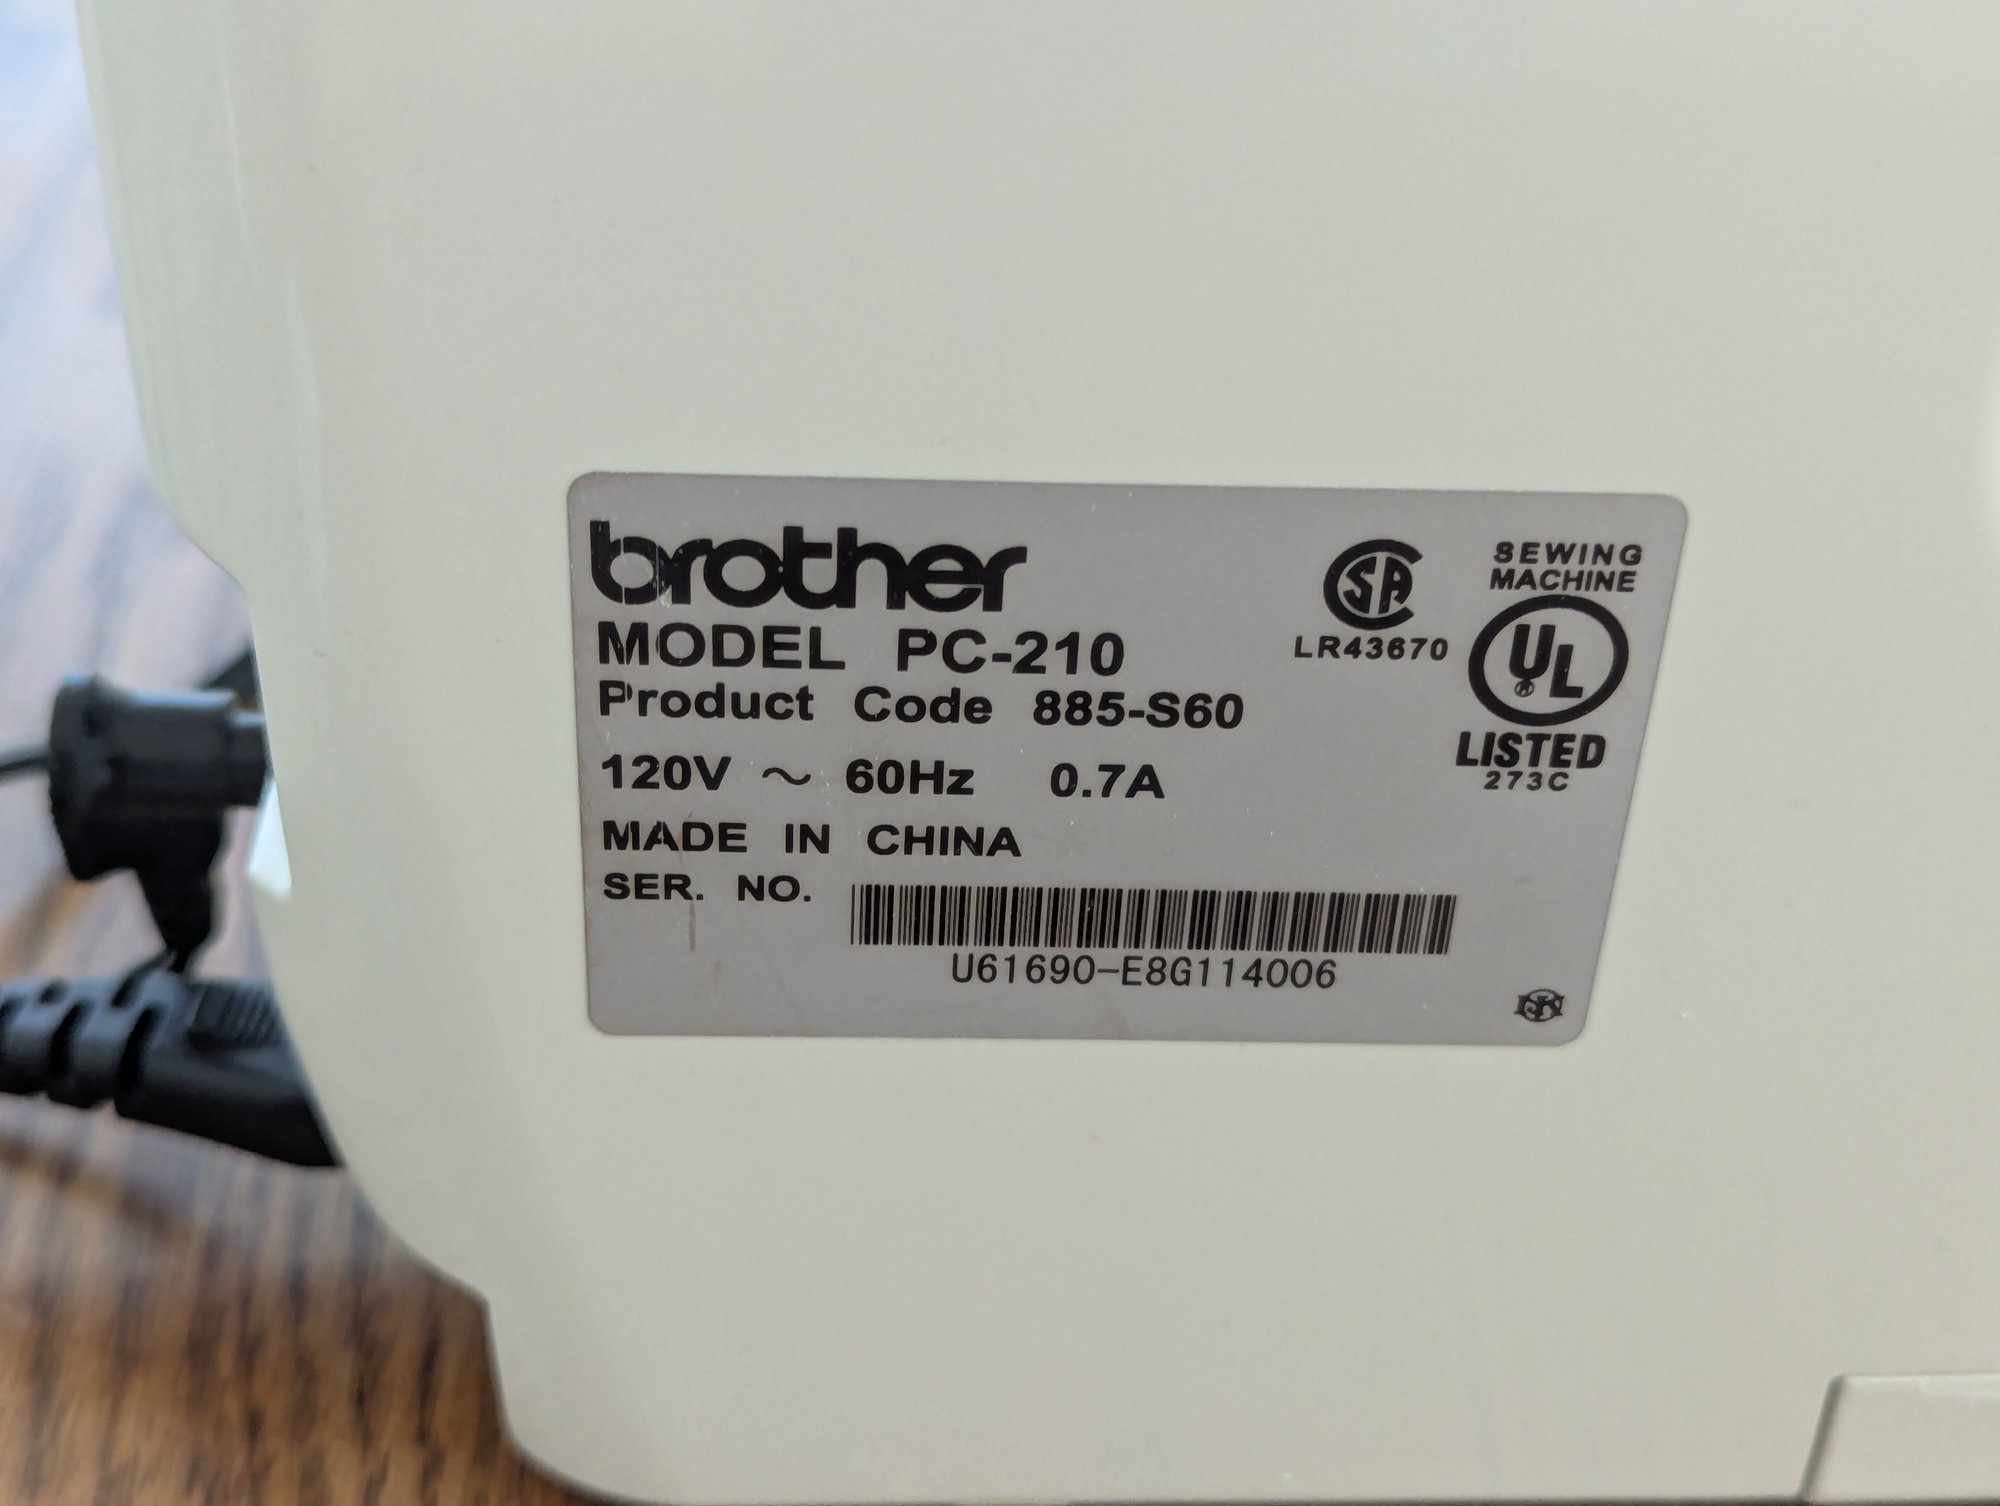 brother
MODEL PC-210
Product Code 885-S60
120V ~ 60Hz 0.7A
MADE IN CHINA
SER. NO.
U61690-E8G114006
SA
LR43670
SEWING
MACHINE
UL
LISTED
273C